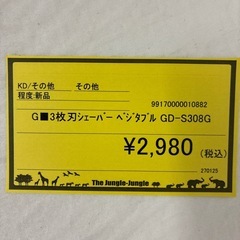 KD/その他　その他
程度:新品
99170000010882
G■3枚刃ｼｪｰﾊﾞｰ ﾍﾞｼﾞﾀﾌﾞﾙ GD-S308G
¥2,980 (税込)
The Jungle-Jungle
270125